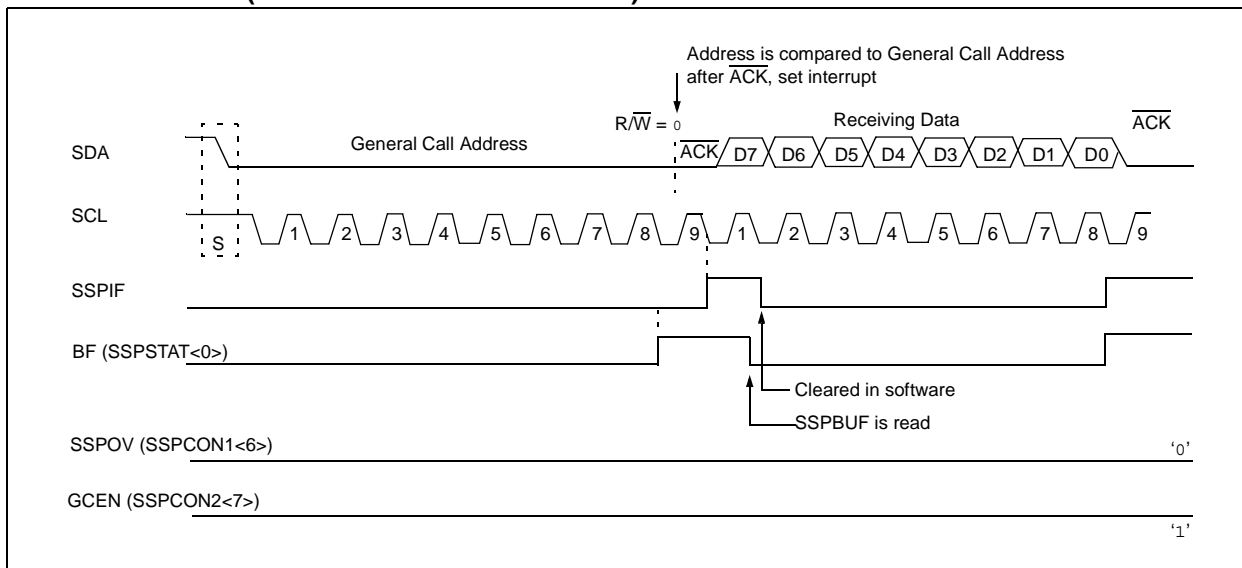 Address is compared to General Call Address
after ACK, set interrupt
R/W = 0
Receiving Data
ACK
SDA
General Call Address
ACK
D7
D6
D5
D4
D3
D2
D1
D0
SCL
S
1
2
3
4
5
6
7
8
9
1
2
3
4
5
6
7
8
9
SSPIF
BF (SSPSTAT<0>)
Cleared in software
SSPBUF is read
SSPOV (SSPCON1<6>)
‘0’
GCEN (SSPCON2<7>)
‘1’